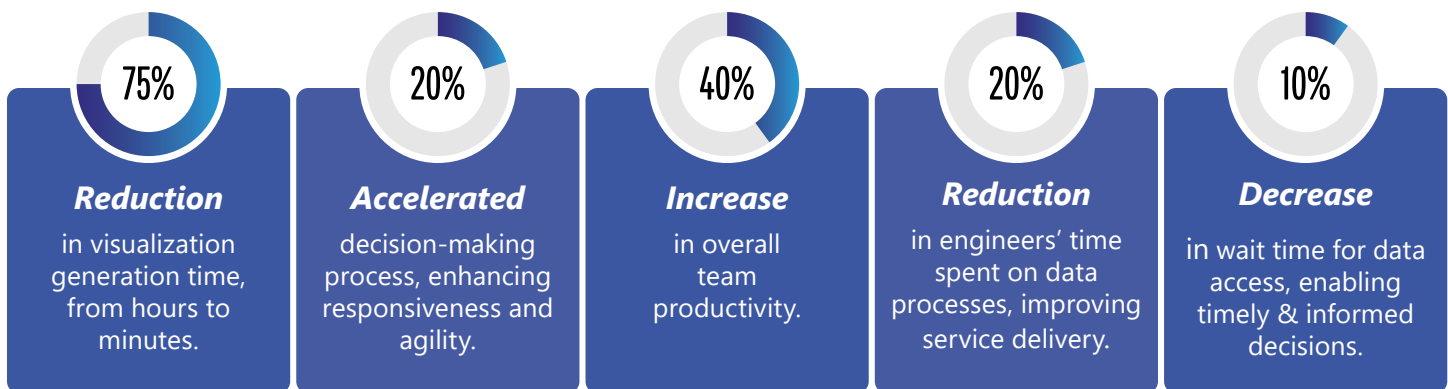 75%
Reduction
in visualization
generation time,
from hours to
minutes.
20%
Accelerated
decision-making
process, enhancing
responsiveness and
agility.
40%
Increase
in overall
team
productivity.
20%
Reduction
in engineers’ time
spent on data
processes, improving
service delivery.
10%
Decrease
in wait time for data
access, enabling
timely & informed
decisions.